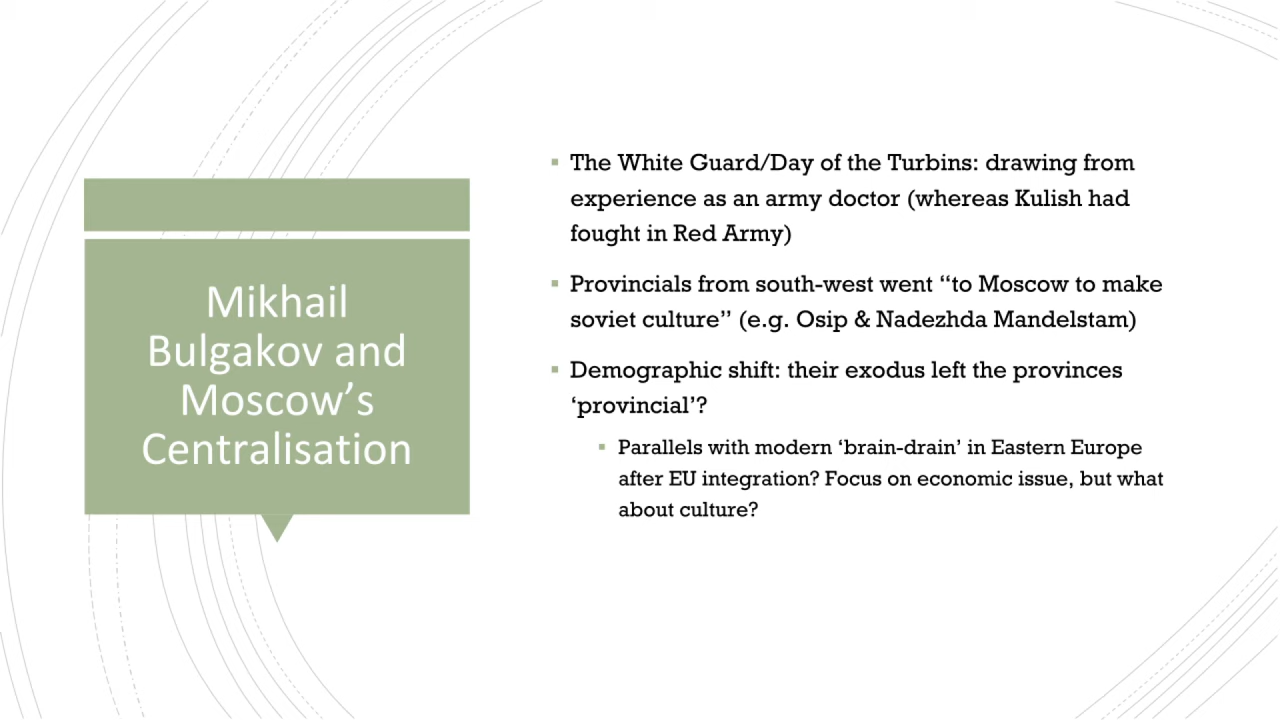 Mikhail
Bulgakov and
Moscow’s
Centralisation
▪ The White Guard/Day of the Turbins: drawing from
experience as an army doctor (whereas Kulish had
fought in Red Army)
▪ Provincials from south-west went “to Moscow to make
soviet culture” (e.g. Osip & Nadezhda Mandelstam)
▪ Demographic shift: their exodus left the provinces
‘provincial’?
▪ Parallels with modern ‘brain-drain’ in Eastern Europe
after EU integration? Focus on economic issue, but what
about culture?